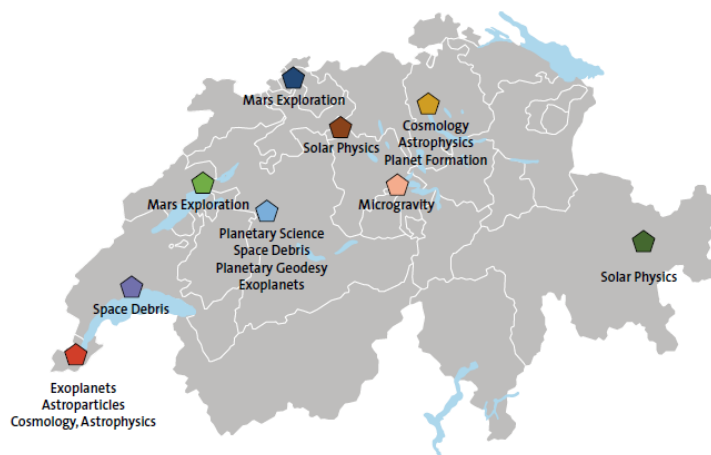 Mars Exploration
Cosmology
Astrophysics
Planet Formation
Solar Physics
Mars Exploration
Microgravity
Planetary Science
Space Debris
Planetary Geodesy
Exoplanets
Solar Physics
Space Debris
Exoplanets
Astroparticles
Cosmology, Astrophysics